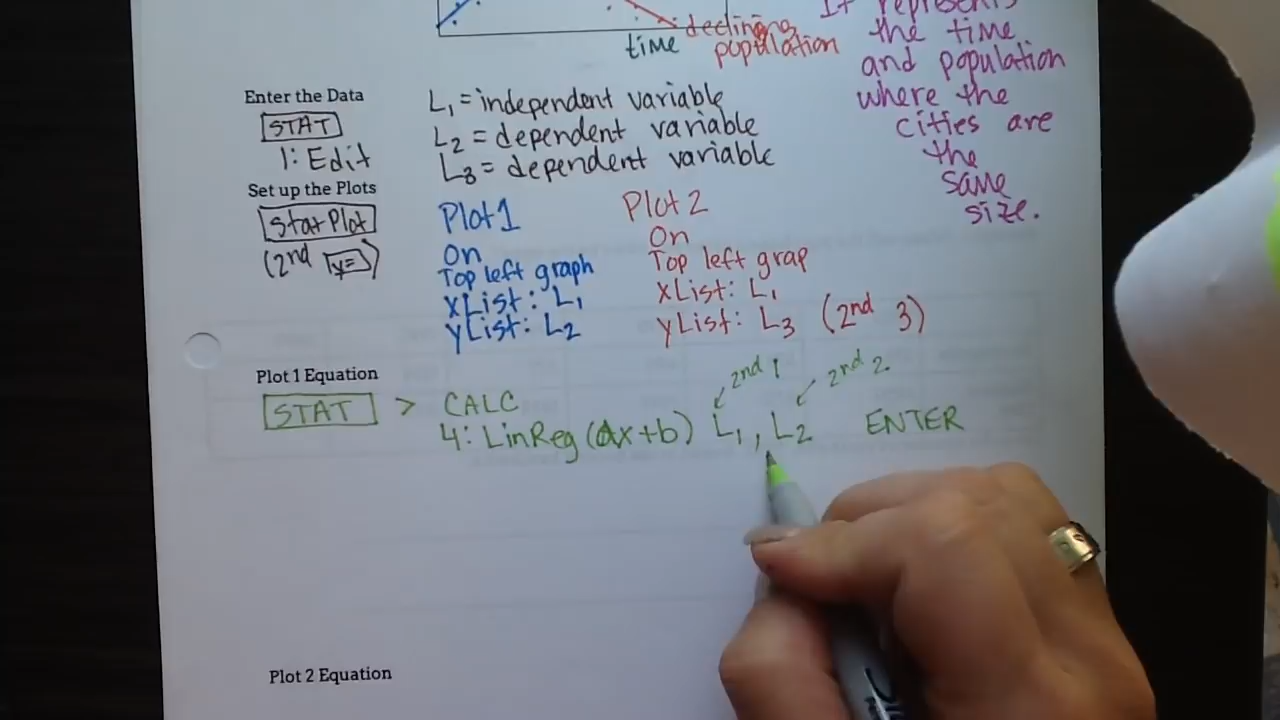 It represents
the time
and population
where the
cities are
the
same
size.
declining
population
time
Enter the Data
STAT
1: Edit
L1 = independent variable
L2 = dependent variable
L3 = dependent variable
Set up the Plots
Stat Plot
(2nd y=)
Plot 1
On
Top left graph
xList: L1
yList: L2
Plot 2
On
Top left grap
xList: L1
yList: L3 (2nd 3)
Plot 1 Equation
STAT > CALC
2nd 1
2nd 2
4: LinReg (ax+b) L1, L2 ENTER
Plot 2 Equation